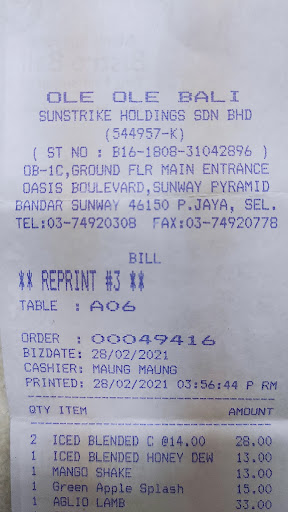 OLE OLE BALI
SUNSTRIKE HOLDINGS SDN BHD
(544957-K)
( ST NO : B16-1808-31042896 )
OB-1C,GROUND FLR MAIN ENTRANCE
OASIS BOULEVARD,SUNWAY PYRAMID
BANDAR SUNWAY 46150 P.JAYA, SEL.
TEL:03-74920308 FAX:03-74920778
BILL
** REPRINT #3 **
TABLE : A06
ORDER : 00049416
BIZDATE: 28/02/2021
CASHIER: MAUNG MAUNG
PRINTED: 28/02/2021 03:56:44 P RM
QTY ITEM AMOUNT
2 ICED BLENDED C @14.00 28.00
1 ICED BLENDED HONEY DEW 13.00
1 MANGO SHAKE 13.00
1 Green Apple Splash 15.00
1 AGLIO LAMB 33.00